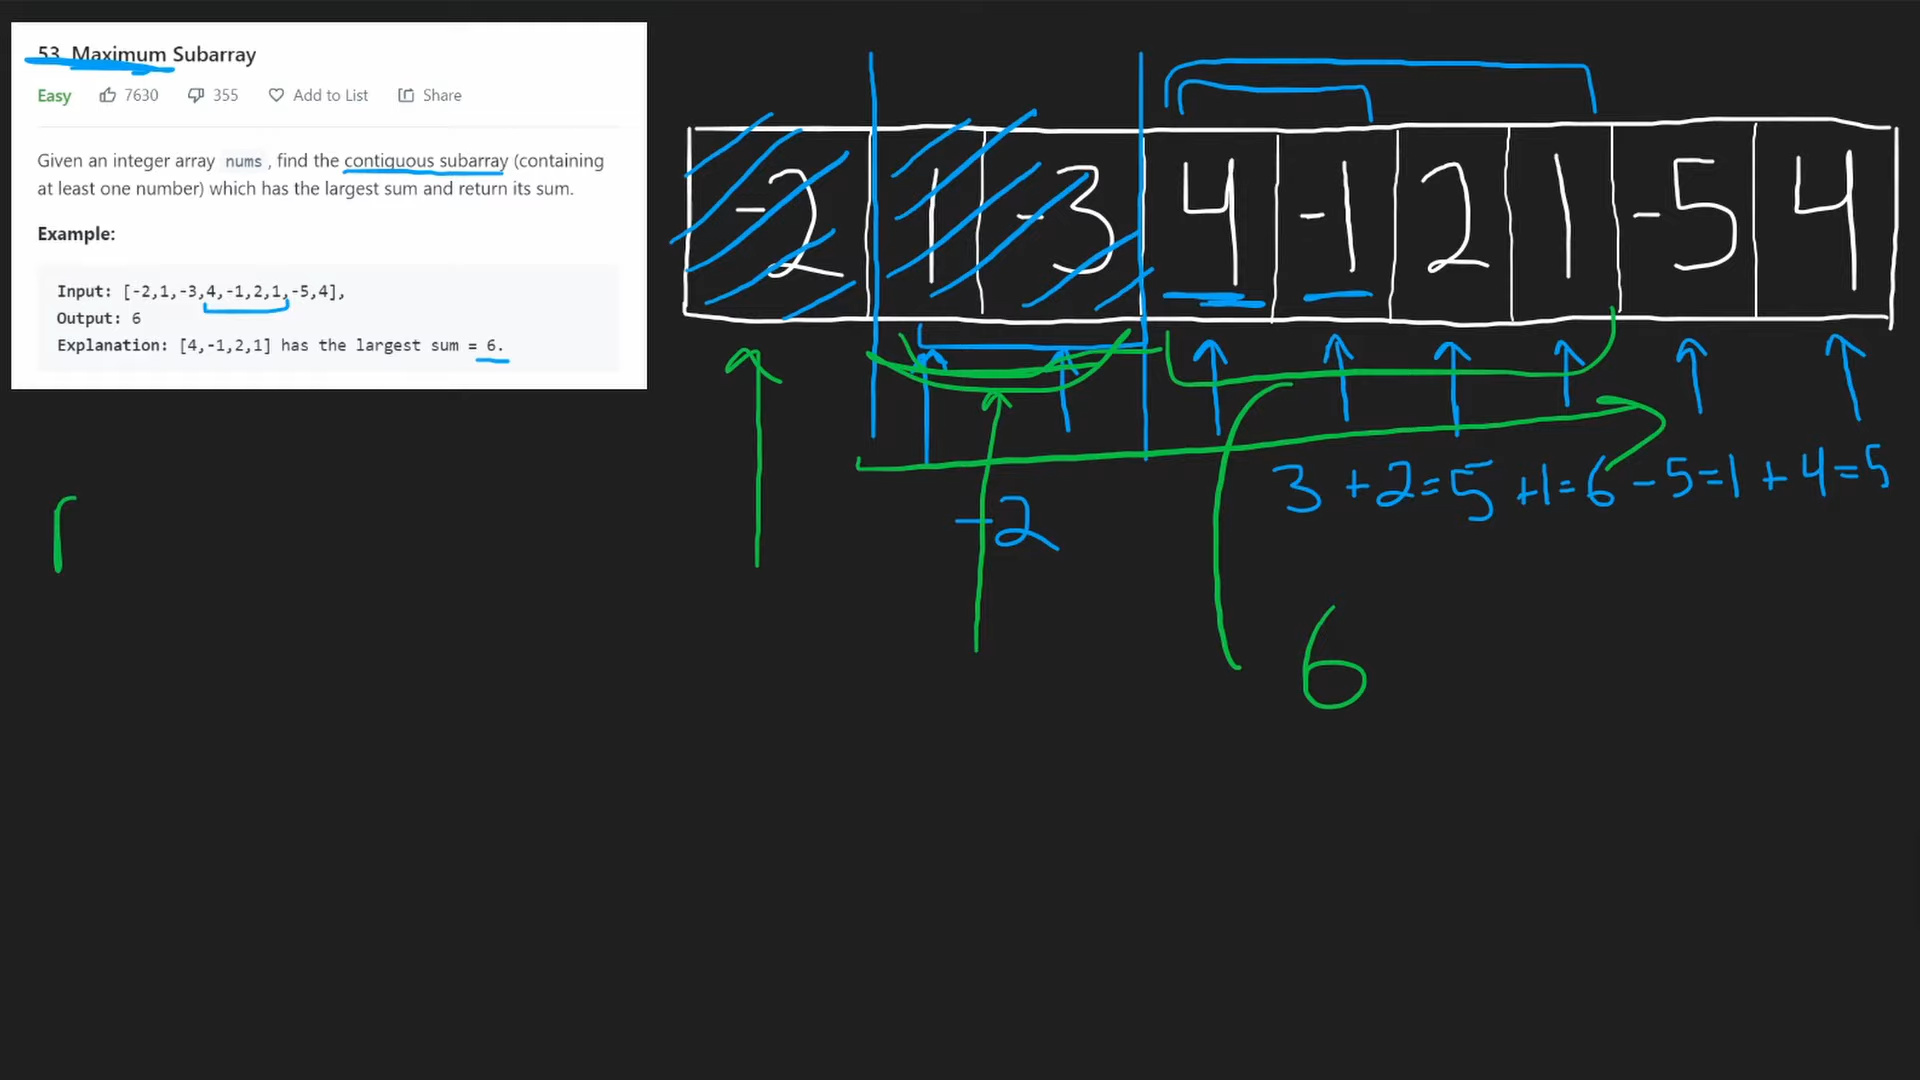 53. Maximum Subarray
Easy 7630 355 Add to List Share
Given an integer array nums, find the contiguous subarray (containing
at least one number) which has the largest sum and return its sum.
Example:
Input: [-2,1,-3,4,-1,2,1,-5,4],
Output: 6
Explanation: [4,-1,2,1] has the largest sum = 6.
-2 1 -3 4 -1 2 1 -5 4
3+2=5+1=6-5=1+4=5
-2
6